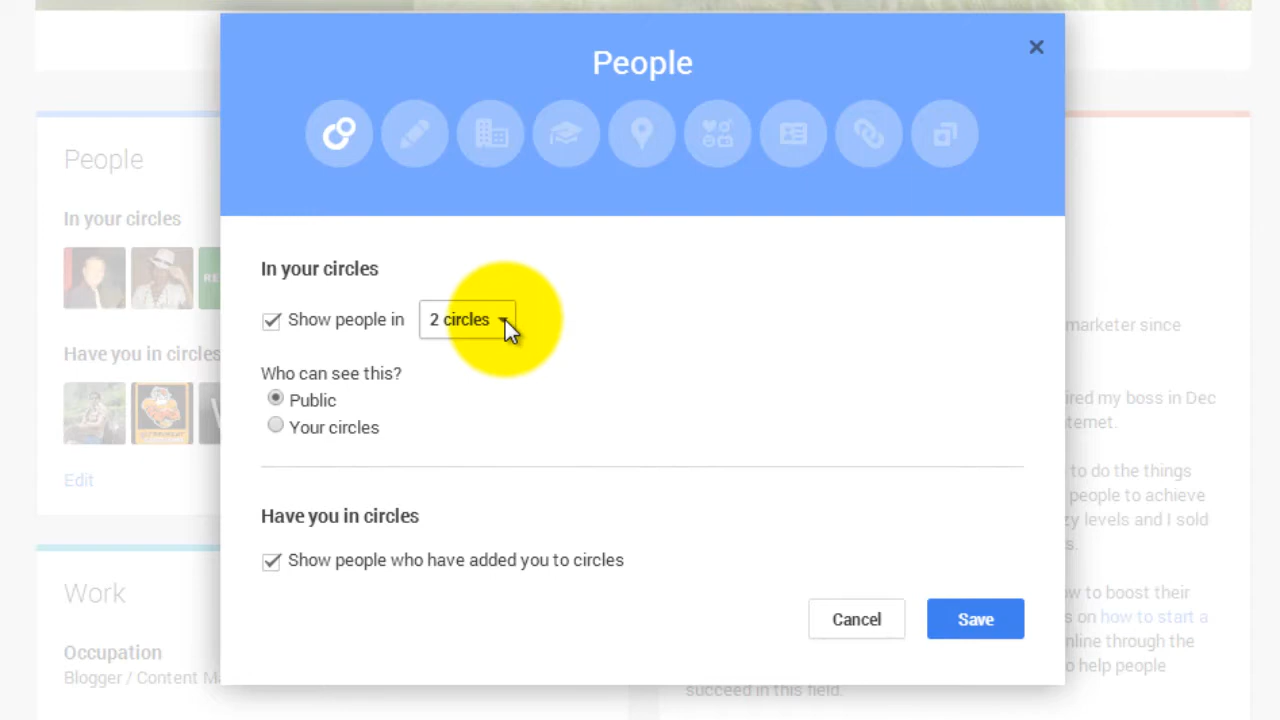 People
People
In your circles
RE
Have you in circles
Edit
Work
Occupation
Blogger / Content M
In your circles
Show people in
2 circles
Who can see this?
Public
Your circles
Have you in circles
Show people who have added you to circles
Cancel
Save
marketer since
ired my boss in Dec
ternet.
to do the things
people to achieve
zy levels and I sold
s.
ow to boost their
s on how to start a
nline through the
o help people
succeed in this field.